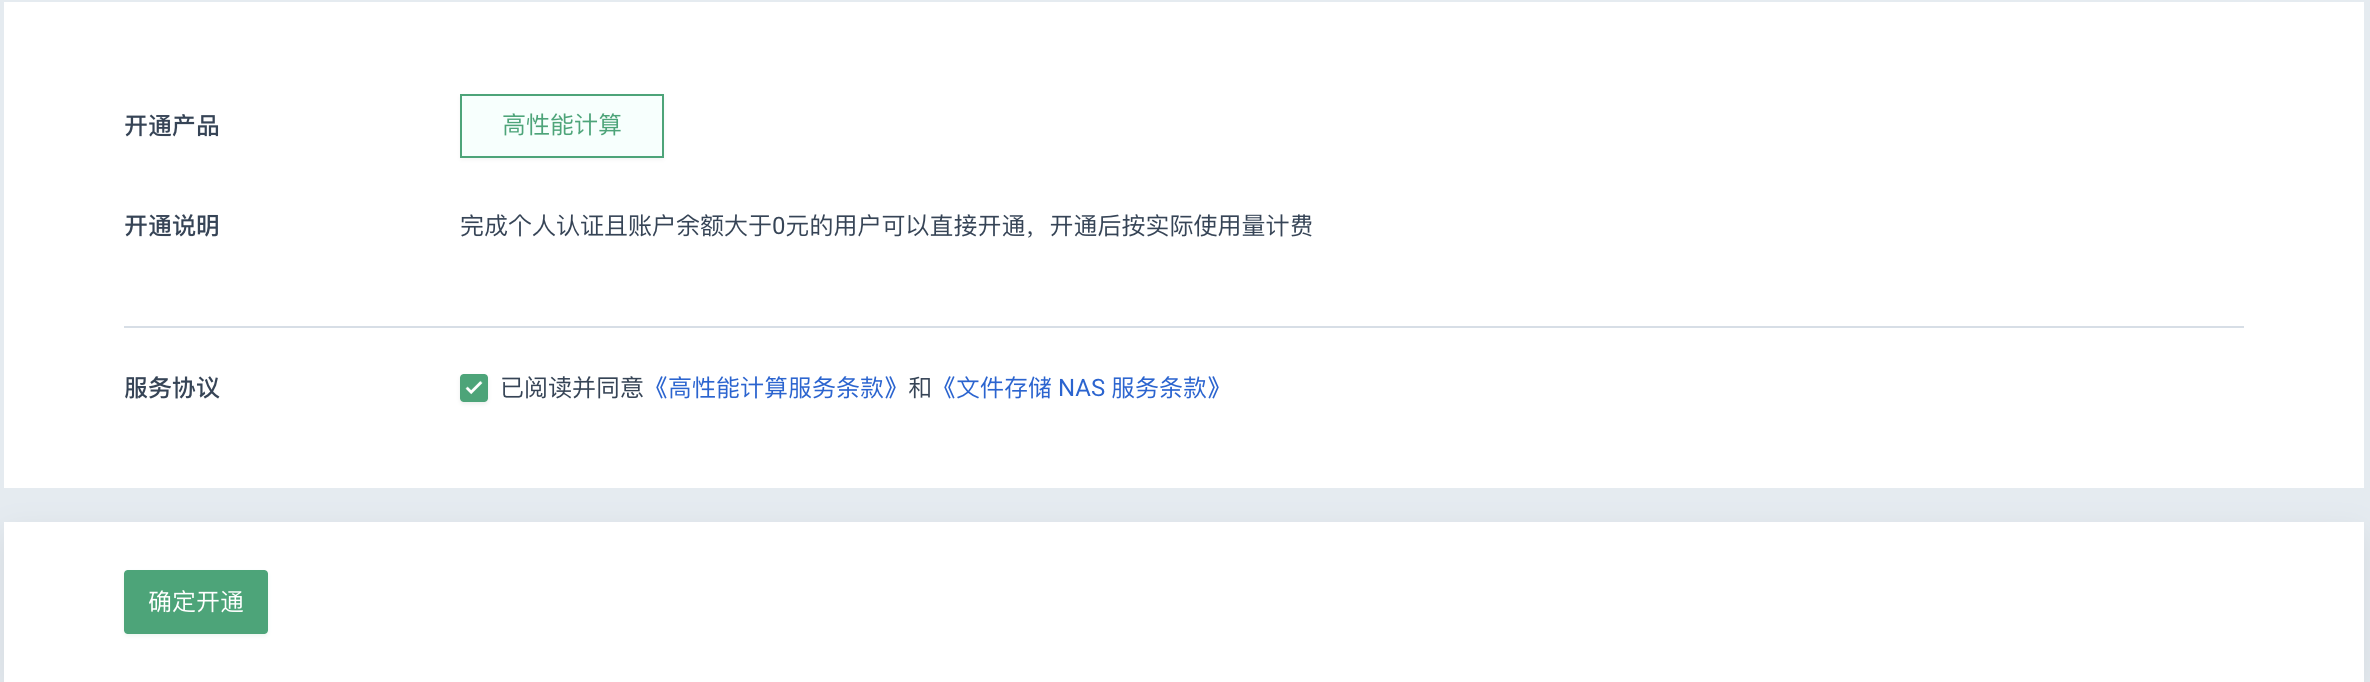 开通产品 高性能计算
开通说明 完成个人认证且账户余额大于0元的用户可以直接开通，开通后按实际使用量计费
服务协议 已阅读并同意《高性能计算服务条款》和《文件存储 NAS 服务条款》
确定开通